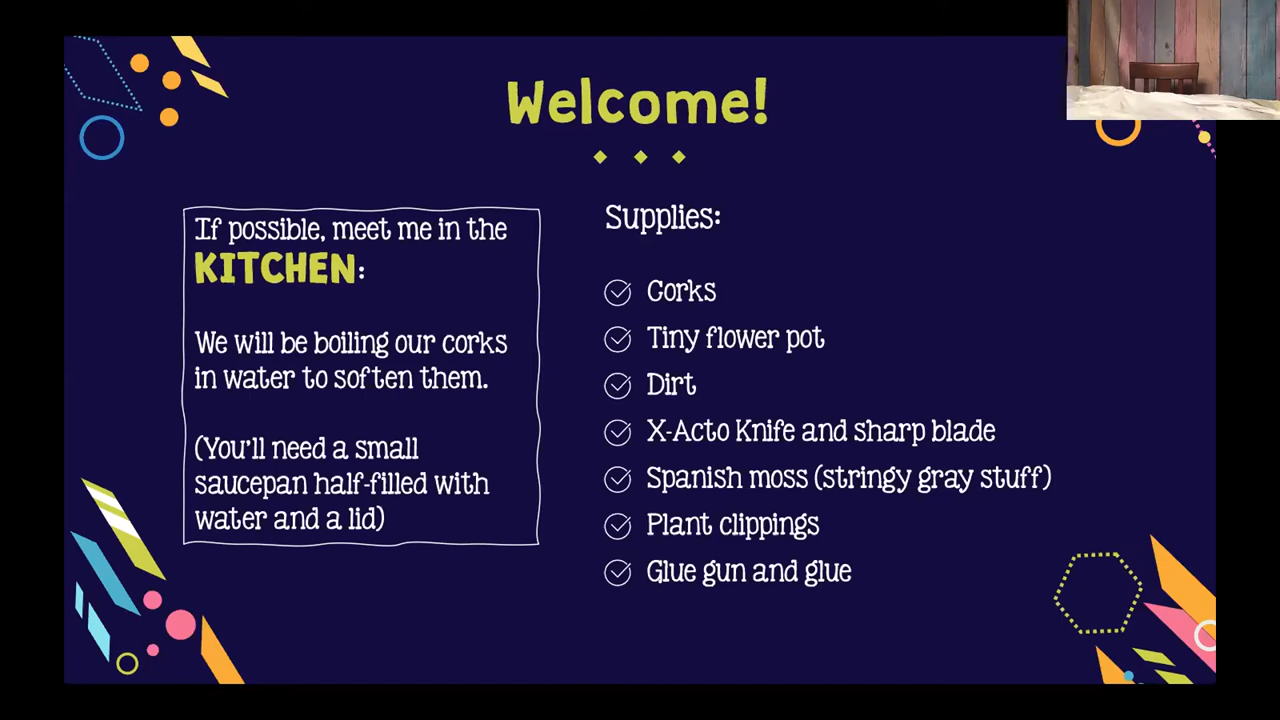 Welcome!
If possible, meet me in the
KITCHEN:
We will be boiling our corks
in water to soften them.
(You'll need a small
saucepan half-filled with
water and a lid)
Supplies:
Corks
Tiny flower pot
Dirt
X-Acto Knife and sharp blade
Spanish moss (stringy gray stuff)
Plant clippings
Glue gun and glue